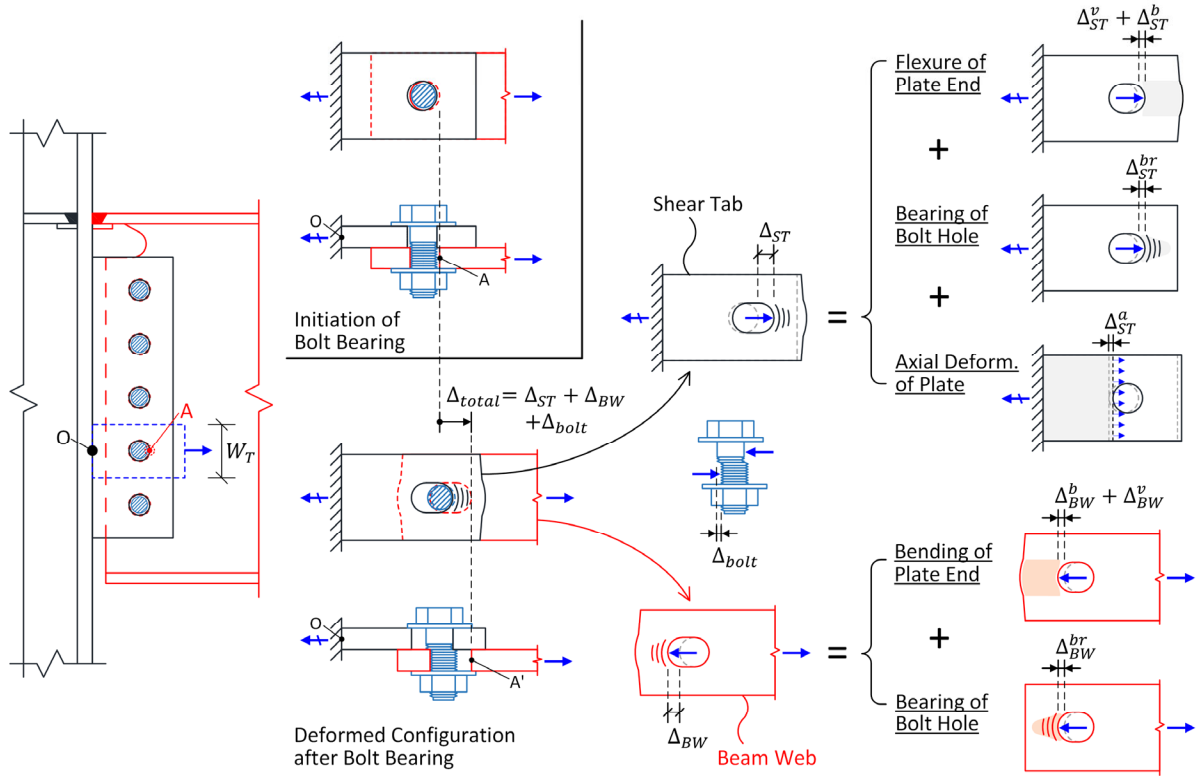 O
A
W_T
O
A
Initiation of
Bolt Bearing
Δ_total = Δ_ST + Δ_BW
+Δ_bolt
O
A'
Deformed Configuration
after Bolt Bearing
Shear Tab
Δ_ST
=
Δ_bolt
Δ_BW
Beam Web
=
Δ^v_ST + Δ^b_ST
Flexure of
Plate End
+
Δ^br_ST
Bearing of
Bolt Hole
+
Δ^a_ST
Axial Deform.
of Plate
Δ^b_BW + Δ^v_BW
Bending of
Plate End
+
Δ^br_BW
Bearing of
Bolt Hole